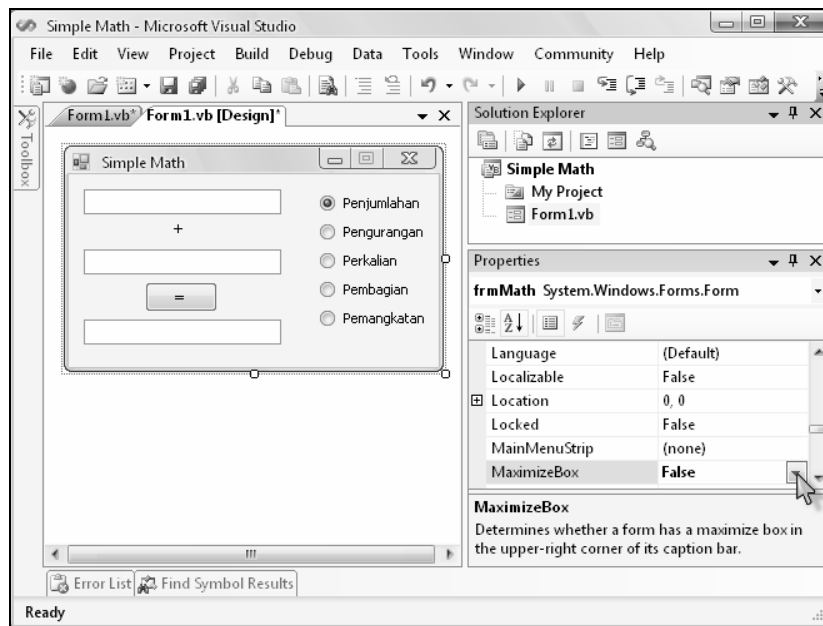 Simple Math - Microsoft Visual Studio
File Edit View Project Build Debug Data Tools Window Community Help
Toolbox
Form1.vb* Form1.vb [Design]*
Simple Math
Penjumlahan
+
Pengurangan
Perkalian
=
Pembagian
Pemangkatan
Solution Explorer
Simple Math
My Project
Form1.vb
Properties
frmMath System.Windows.Forms.Form
Language (Default)
Localizable False
Location 0, 0
Locked False
MainMenuStrip (none)
MaximizeBox False
MaximizeBox
Determines whether a form has a maximize box in
the upper-right corner of its caption bar.
Error List Find Symbol Results
Ready